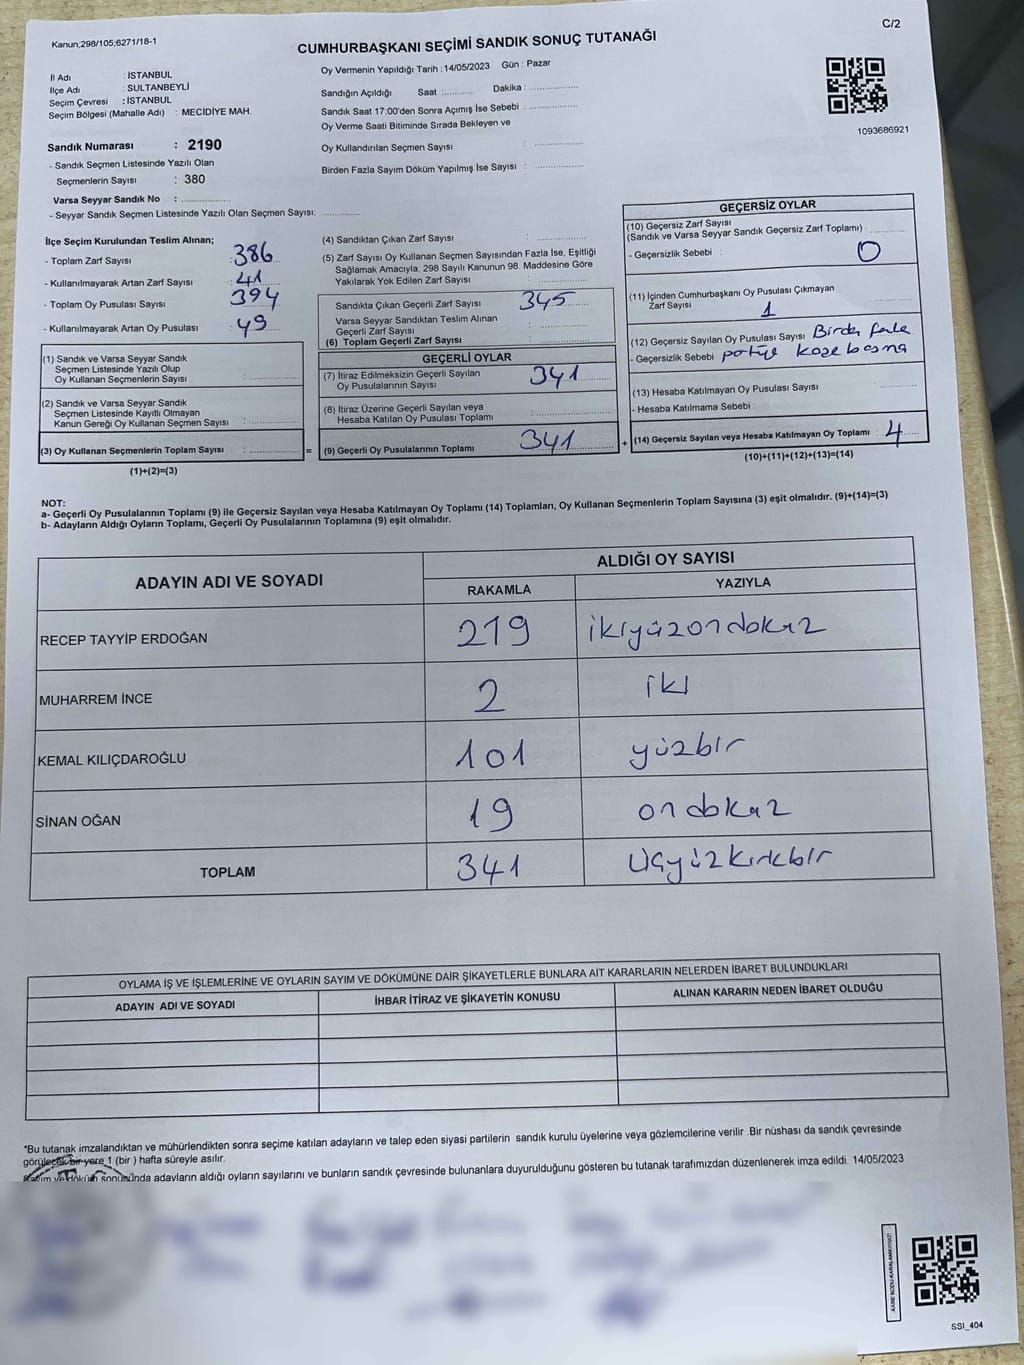 Kanun;298/105;6271/18-1
C/2
CUMHURBAŞKANI SEÇİMİ SANDIK SONUÇ TUTANAĞI
İl Adı : İSTANBUL
İlçe Adı : SULTANBEYLİ
Seçim Çevresi : İSTANBUL
Seçim Bölgesi (Mahalle Adı) : MECİDİYE MAH.
Oy Vermenin Yapıldığı Tarih : 14/05/2023 Gün : Pazar
Sandığın Açıldığı Saat : Dakika :
Sandık Saat 17:00'den Sonra Açımış İse Sebebi :
Oy Verme Saati Bitiminde Sırada Bekleyen ve
Oy Kullandırılan Seçmen Sayısı :
Birden Fazla Sayım Döküm Yapılmış İse Sayısı :
1093686921
Sandık Numarası : 2190
- Sandık Seçmen Listesinde Yazılı Olan
Seçmenlerin Sayısı : 380
Varsa Seyyar Sandık No :
- Seyyar Sandık Seçmen Listesinde Yazılı Olan Seçmen Sayısı:
İlçe Seçim Kurulundan Teslim Alınan;
- Toplam Zarf Sayısı : 386
- Kullanılmayarak Artan Zarf Sayısı : 41
- Toplam Oy Pusulası Sayısı : 394
- Kullanılmayarak Artan Oy Pusulası : 49
(1) Sandık ve Varsa Seyyar Sandık
Seçmen Listesinde Yazılı Olup
Oy Kullanan Seçmenlerin Sayısı :
(2) Sandık ve Varsa Seyyar Sandık
Seçmen Listesinde Kayıtlı Olmayan
Kanun Gereği Oy Kullanan Seçmen Sayısı :
(3) Oy Kullanan Seçmenlerin Toplam Sayısı : =
(1)+(2)=(3)
(4) Sandıktan Çıkan Zarf Sayısı :
(5) Zarf Sayısı Oy Kullanan Seçmen Sayısından Fazla İse, Eşitliği
Sağlamak Amacıyla; 298 Sayılı Kanunun 98. Maddesine Göre
Yakılarak Yok Edilen Zarf Sayısı :
Sandıkta Çıkan Geçerli Zarf Sayısı : 345
Varsa Seyyar Sandıktan Teslim Alınan
Geçerli Zarf Sayısı :
(6) Toplam Geçerli Zarf Sayısı :
GEÇERLİ OYLAR
(7) İtiraz Edilmeksizin Geçerli Sayılan
Oy Pusulalarının Sayısı : 341
(8) İtiraz Üzerine Geçerli Sayılan veya
Hesaba Katılan Oy Pusulası Toplamı :
(9) Geçerli Oy Pusulalarının Toplamı : 341 +
GEÇERSİZ OYLAR
(10) Geçersiz Zarf Sayısı
(Sandık ve Varsa Seyyar Sandık Geçersiz Zarf Toplamı) :
- Geçersizlik Sebebi : 0
(11) İçinden Cumhurbaşkanı Oy Pusulası Çıkmayan
Zarf Sayısı : 1
(12) Geçersiz Sayılan Oy Pusulası Sayısı : Birden fazla
- Geçersizlik Sebebi : partiye kaşe basma
(13) Hesaba Katılmayan Oy Pusulası Sayısı :
- Hesaba Katılmama Sebebi :
(14) Geçersiz Sayılan veya Hesaba Katılmayan Oy Toplamı : 4
(10)+(11)+(12)+(13)=(14)
NOT:
a- Geçerli Oy Pusulalarının Toplamı (9) ile Geçersiz Sayılan veya Hesaba Katılmayan Oy Toplamı (14) Toplamları, Oy Kullanan Seçmenlerin Toplam Sayısına (3) eşit olmalıdır. (9)+(14)=(3)
b- Adayların Aldığı Oyların Toplamı, Geçerli Oy Pusulalarının Toplamına (9) eşit olmalıdır.
ADAYIN ADI VE SOYADI
ALDIĞI OY SAYISI
RAKAMLA YAZIYLA
RECEP TAYYİP ERDOĞAN 219 ikiyüzondokuz
MUHARREM İNCE 2 iki
KEMAL KILIÇDAROĞLU 101 yüzbir
SİNAN OĞAN 19 ondokuz
TOPLAM 341 üçyüzkırkbir
OYLAMA İŞ VE İŞLEMLERİNE VE OYLARIN SAYIM VE DÖKÜMÜNE DAİR ŞİKAYETLERLE BUNLARA AİT KARARLARIN NELERDEN İBARET BULUNDUKLARI
ADAYIN ADI VE SOYADI İHBAR İTİRAZ VE ŞİKAYETİN KONUSU ALINAN KARARIN NEDEN İBARET OLDUĞU
*Bu tutanak imzalandıktan ve mühürlendikten sonra seçime katılan adayların ve talep eden siyasi partilerin sandık kurulu üyelerine veya gözlemcilerine verilir .Bir nüshası da sandık çevresinde
görülecek bir yere 1 (bir ) hafta süreyle asılır.
Sayım ve döküm sonununda adayların aldığı oyların sayılarını ve bunların sandık çevresinde bulunanlara duyurulduğunu gösteren bu tutanak tarafımızdan düzenlenerek imza edildi. 14/05/2023
KARE KODU KARALAMAYINIZ!
SSI_404